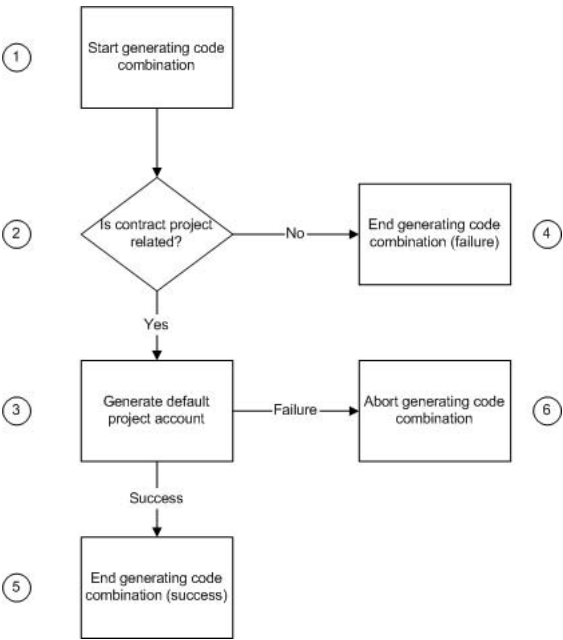 1
Start generating code
combination
2
Is contract project
related?
No
End generating code
combination (failure)
4
Yes
3
Generate default
project account
Failure
Abort generating code
combination
6
Success
5
End generating code
combination (success)